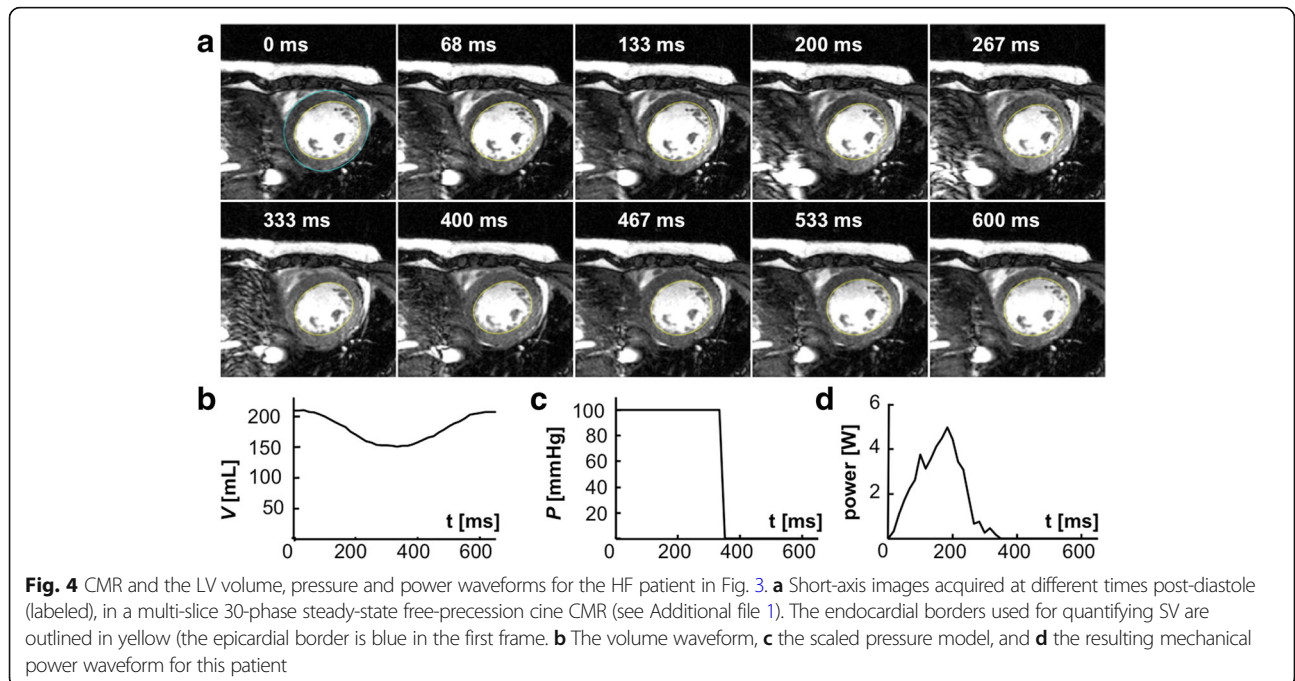 a
0 ms 68 ms 133 ms 200 ms 267 ms
333 ms 400 ms 467 ms 533 ms 600 ms
b
V [mL]
200
150
100
50
0 200 400 600
t [ms]
c
P [mmHg]
100
80
60
40
20
0 200 400 600
t [ms]
d
power [W]
6
4
2
0 200 400 600
t [ms]
Fig. 4 CMR and the LV volume, pressure and power waveforms for the HF patient in Fig. 3. a Short-axis images acquired at different times post-diastole
(labeled), in a multi-slice 30-phase steady-state free-precession cine CMR (see Additional file 1). The endocardial borders used for quantifying SV are
outlined in yellow (the epicardial border is blue in the first frame. b The volume waveform, c the scaled pressure model, and d the resulting mechanical
power waveform for this patient